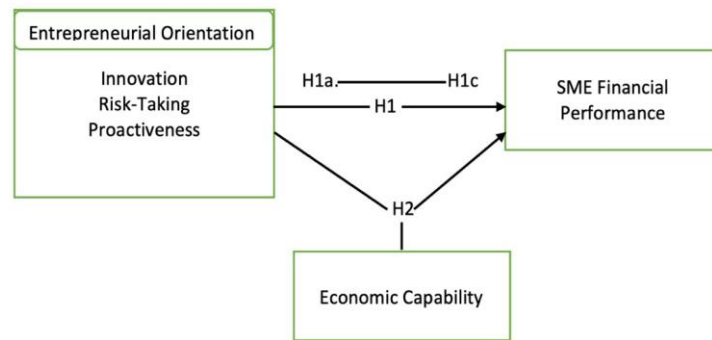 Entrepreneurial Orientation
Innovation
Risk-Taking
Proactiveness
H1a.
H1c
H1
SME Financial
Performance
H2
Economic Capability